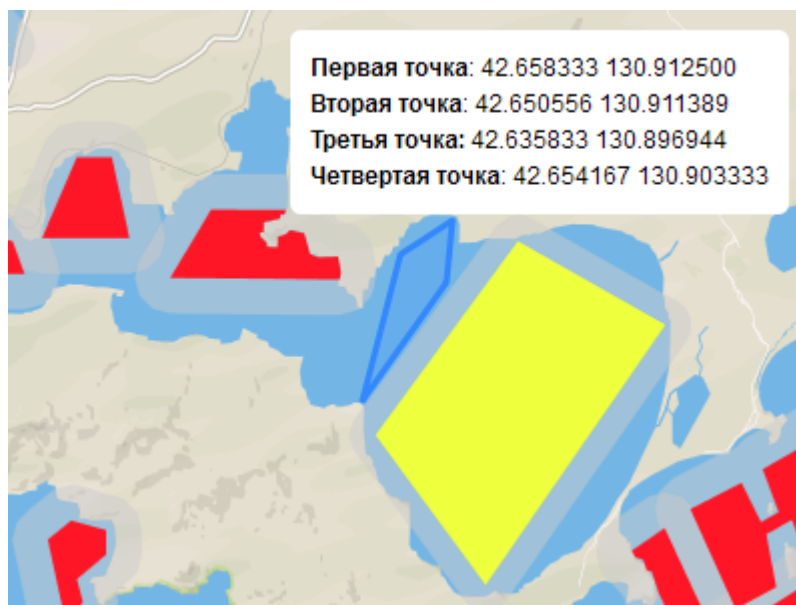 Первая точка: 42.658333 130.912500
Вторая точка: 42.650556 130.911389
Третья точка: 42.635833 130.896944
Четвертая точка: 42.654167 130.903333